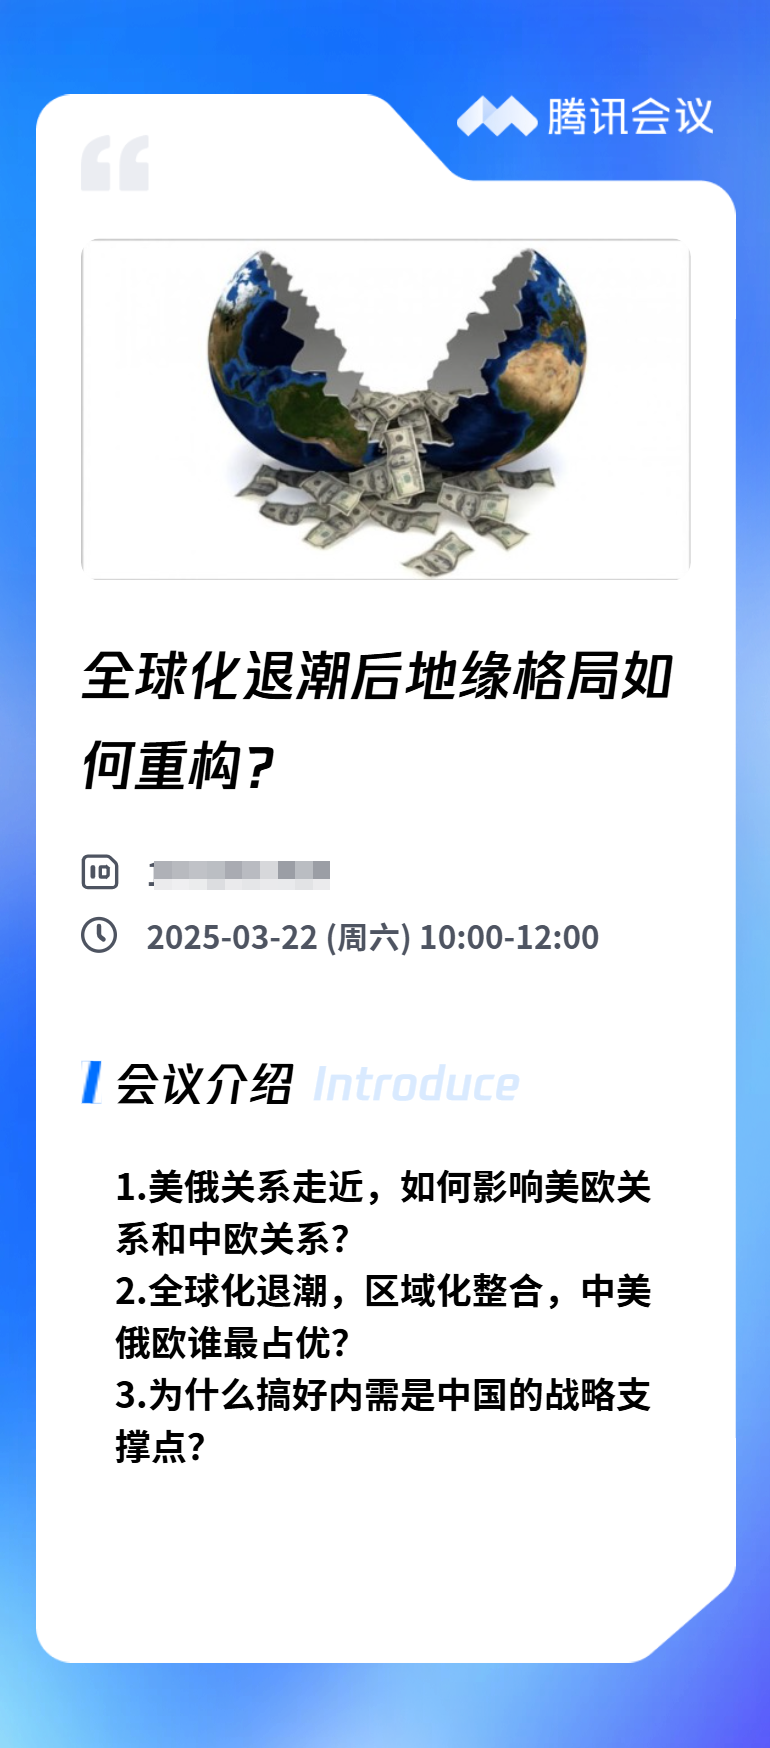 腾讯会议
全球化退潮后地缘格局如
何重构?
ID
2025-03-22 (周六) 10:00-12:00
会议介绍 Introduce
1.美俄关系走近，如何影响美欧关
系和中欧关系?
2.全球化退潮，区域化整合，中美
俄欧谁最占优?
3.为什么搞好内需是中国的战略支
撑点?